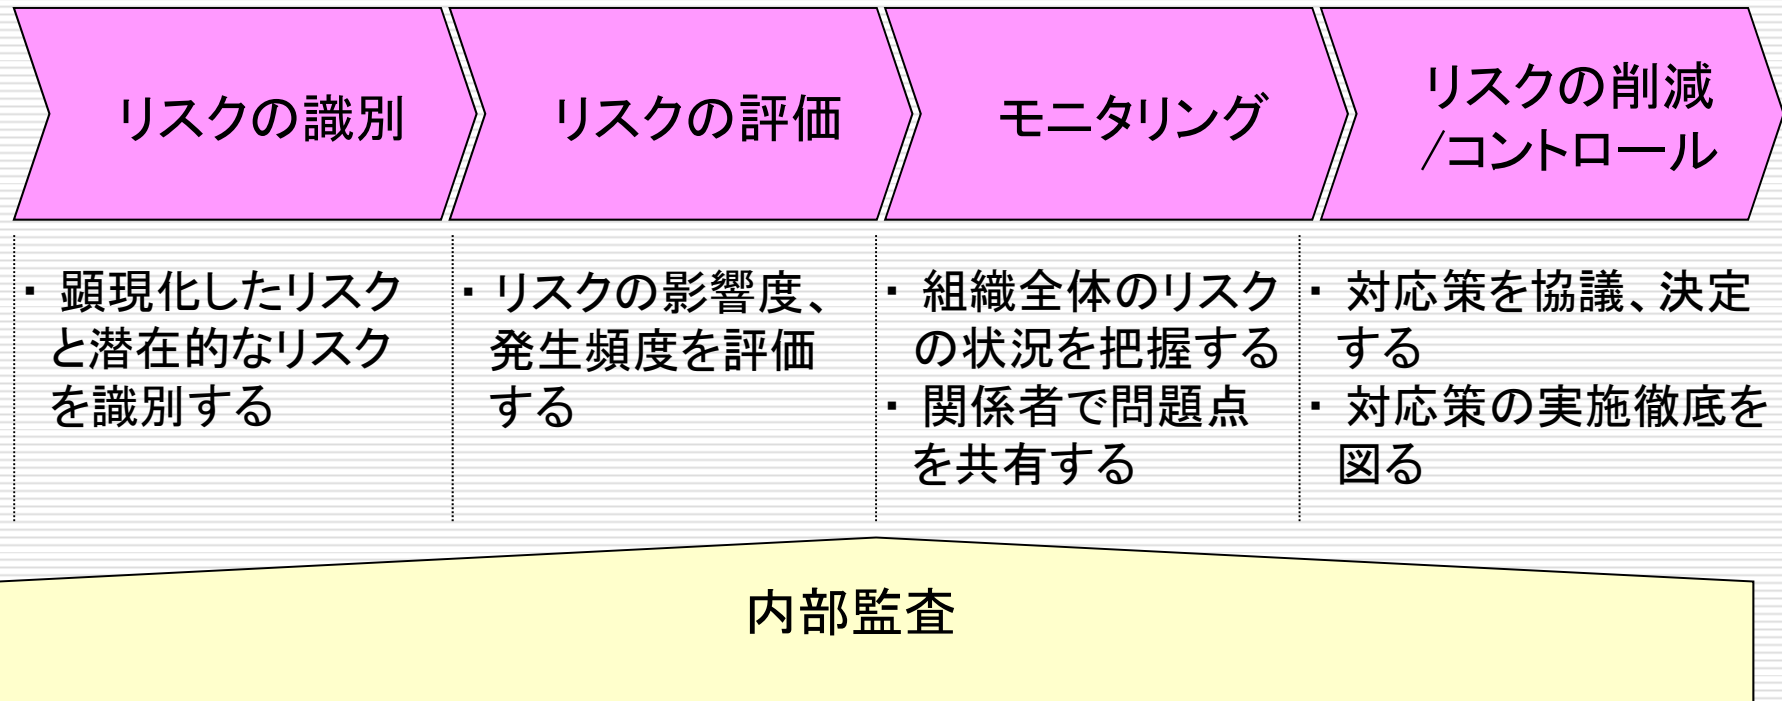 リスクの識別
リスクの評価
モニタリング
リスクの削減
/コントロール
・ 顕現化したリスク
と潜在的なリスク
を識別する
・ リスクの影響度、
発生頻度を評価
する
・ 組織全体のリスク
の状況を把握する
・ 関係者で問題点
を共有する
・ 対応策を協議、決定
する
・ 対応策の実施徹底を
図る
内部監査